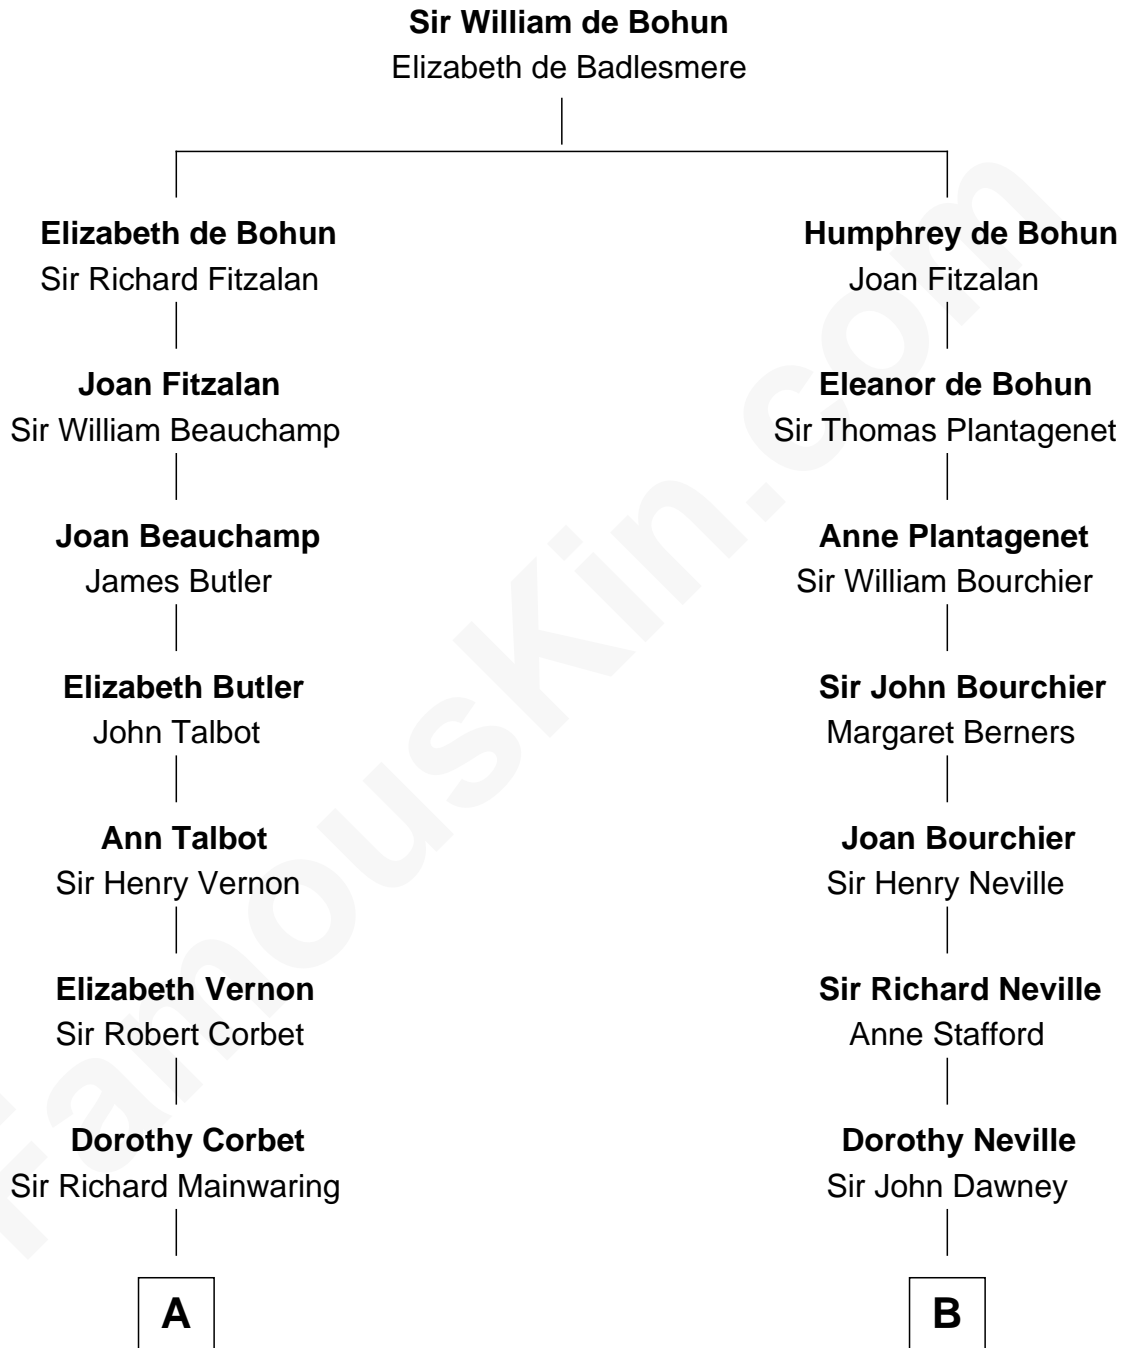 Sir William de Bohun
Elizabeth de Badlesmere
Elizabeth de Bohun
Sir Richard Fitzalan
Humphrey de Bohun
Joan Fitzalan
Joan Fitzalan
Sir William Beauchamp
Eleanor de Bohun
Sir Thomas Plantagenet
Joan Beauchamp
James Butler
Anne Plantagenet
Sir William Bourchier
Elizabeth Butler
John Talbot
Sir John Bourchier
Margaret Berners
Ann Talbot
Sir Henry Vernon
Joan Bourchier
Sir Henry Neville
Elizabeth Vernon
Sir Robert Corbet
Sir Richard Neville
Anne Stafford
Dorothy Corbet
Sir Richard Mainwaring
Dorothy Neville
Sir John Dawney
A
B
FamousKin.com